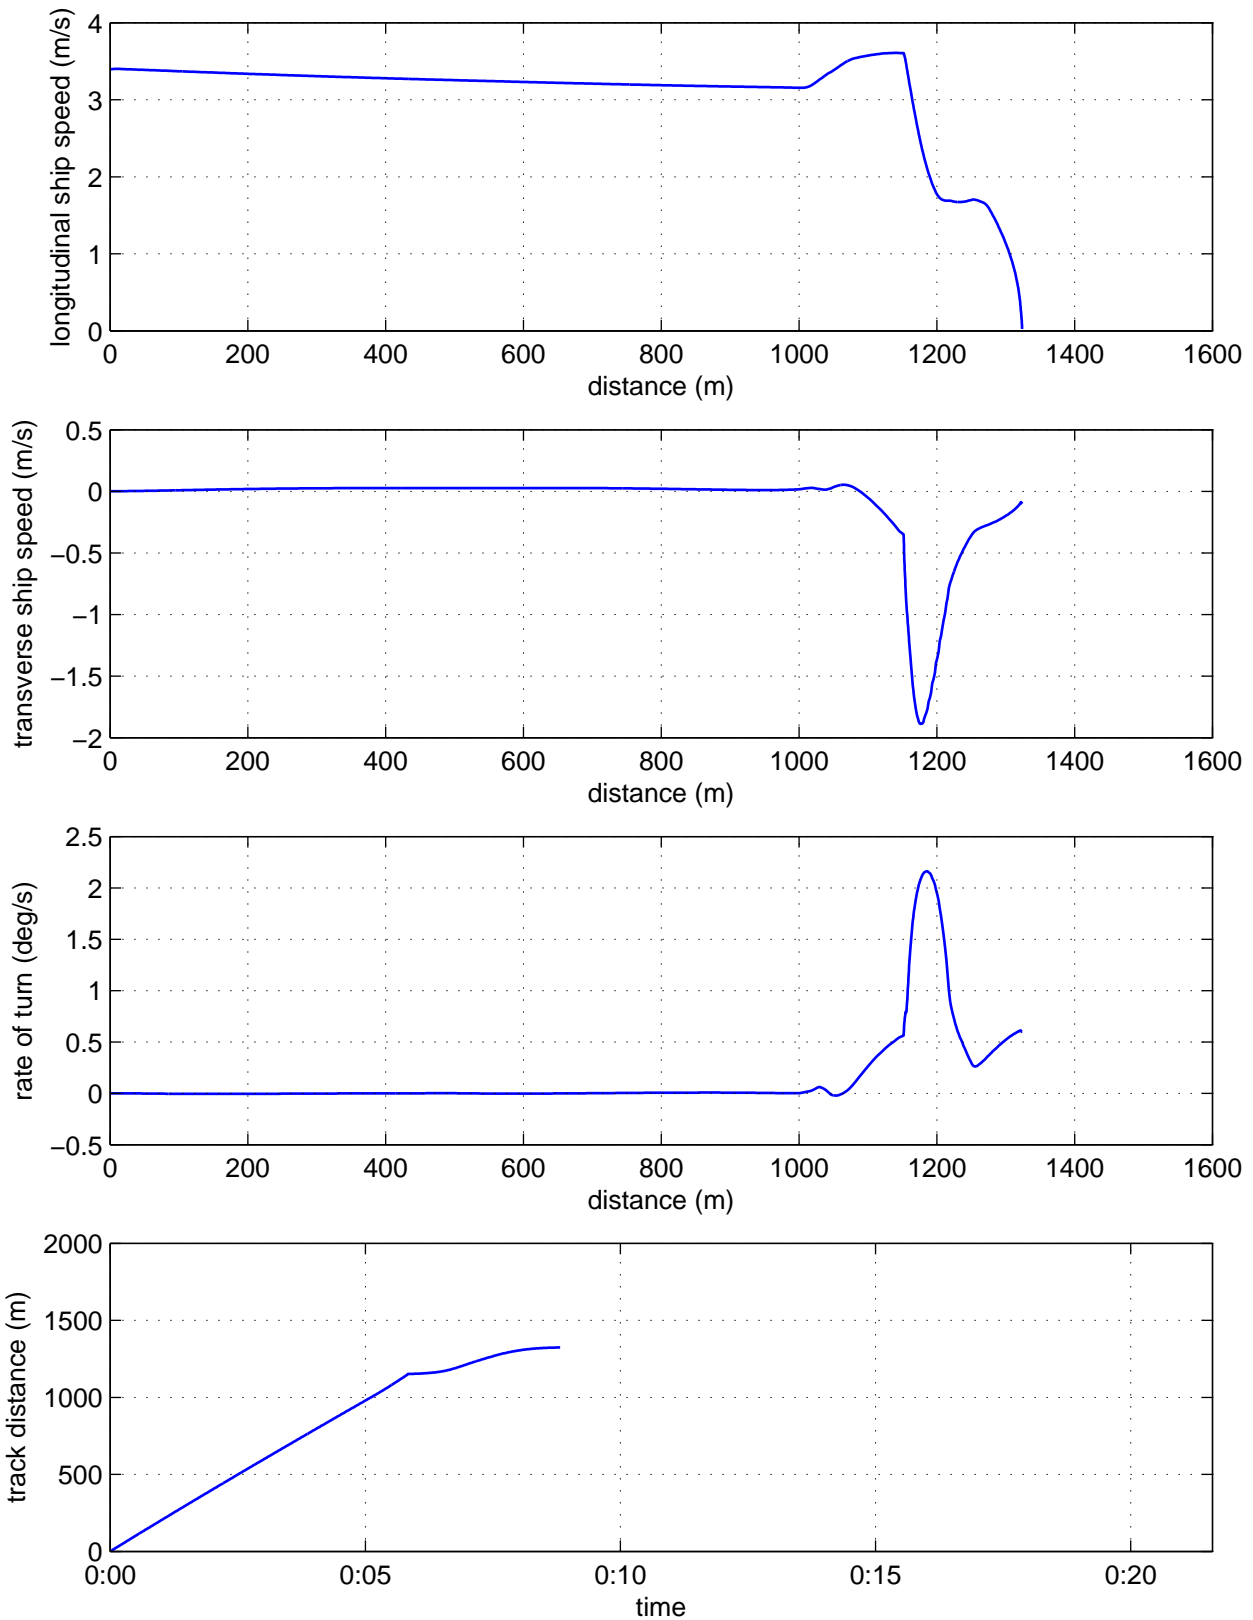 longitudinal ship speed (m/s)
4
3
2
1
0
0 200 400 600 800 1000 1200 1400 1600
distance (m)
transverse ship speed (m/s)
0.5
0
−0.5
−1
−1.5
−2
0 200 400 600 800 1000 1200 1400 1600
distance (m)
rate of turn (deg/s)
2.5
2
1.5
1
0.5
0
−0.5
0 200 400 600 800 1000 1200 1400 1600
distance (m)
track distance (m)
2000
1500
1000
500
0
0:00 0:05 0:10 0:15 0:20
time